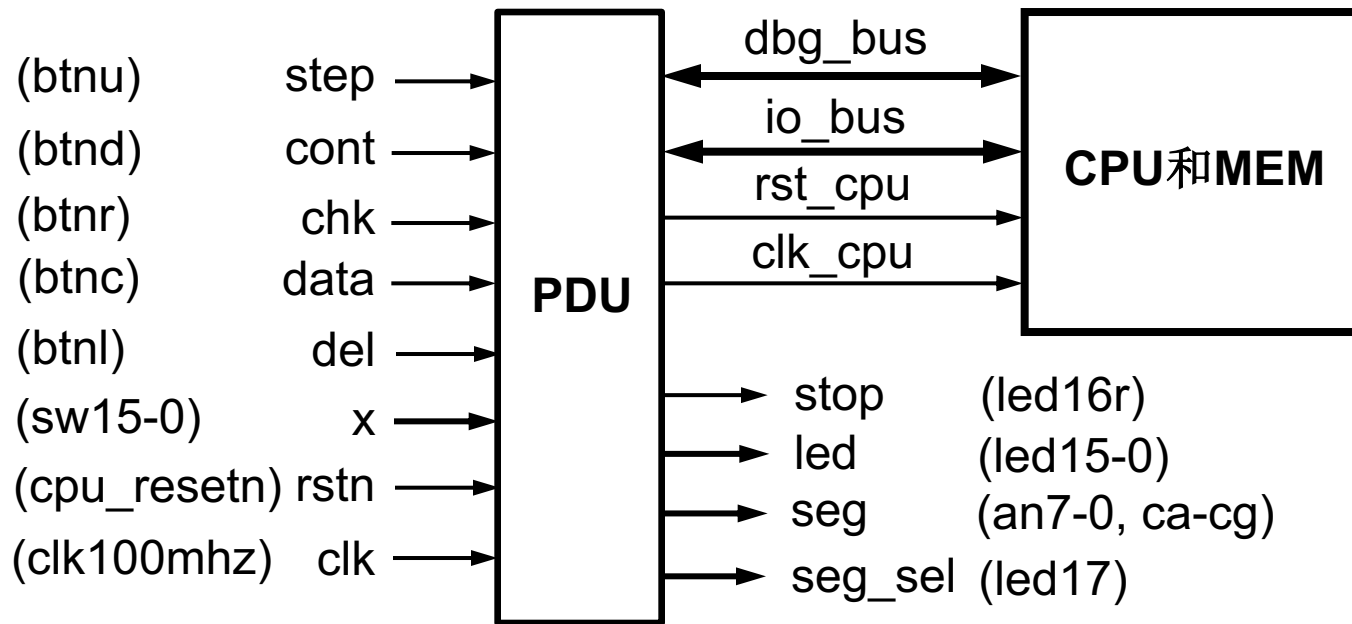 (btnu) step
(btnd) cont
(btnr) chk
(btnc) data
(btnl) del
(sw15-0) x
(cpu_resetn) rstn
(clk100mhz) clk
PDU
dbg_bus
io_bus
rst_cpu
clk_cpu
CPU和MEM
stop (led16r)
led (led15-0)
seg (an7-0, ca-cg)
seg_sel (led17)